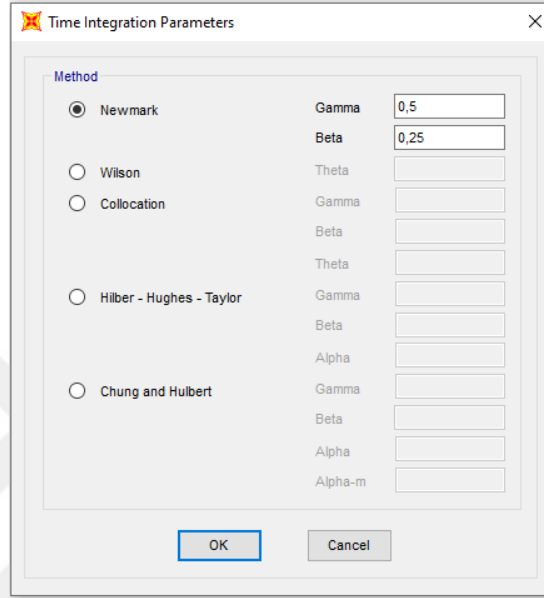 Time Integration Parameters
Method
Newmark Gamma 0,5
Beta 0,25
Wilson Theta
Collocation Gamma
Beta
Theta
Hilber - Hughes - Taylor Gamma
Beta
Alpha
Chung and Hulbert Gamma
Beta
Alpha
Alpha-m
OK Cancel